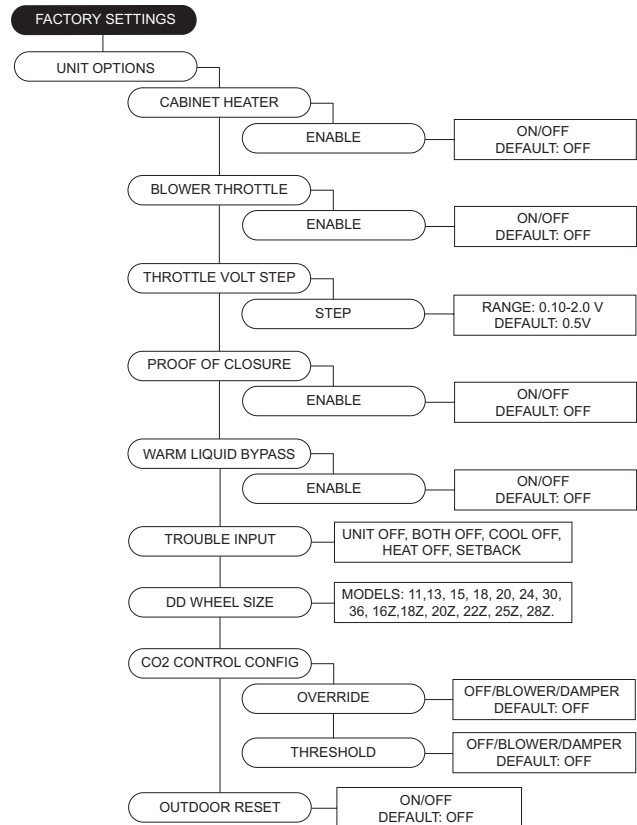 FACTORY SETTINGS
UNIT OPTIONS
CABINET HEATER
ENABLE
ON/OFF
DEFAULT: OFF
BLOWER THROTTLE
ENABLE
ON/OFF
DEFAULT: OFF
THROTTLE VOLT STEP
STEP
RANGE: 0.10-2.0 V
DEFAULT: 0.5V
PROOF OF CLOSURE
ENABLE
ON/OFF
DEFAULT: OFF
WARM LIQUID BYPASS
ENABLE
ON/OFF
DEFAULT: OFF
TROUBLE INPUT
UNIT OFF, BOTH OFF, COOL OFF,
HEAT OFF, SETBACK
DD WHEEL SIZE
MODELS: 11,13, 15, 18, 20, 24, 30,
36, 16Z,18Z, 20Z, 22Z, 25Z, 28Z.
CO2 CONTROL CONFIG
OVERRIDE
OFF/BLOWER/DAMPER
DEFAULT: OFF
THRESHOLD
OFF/BLOWER/DAMPER
DEFAULT: OFF
OUTDOOR RESET
ON/OFF
DEFAULT: OFF